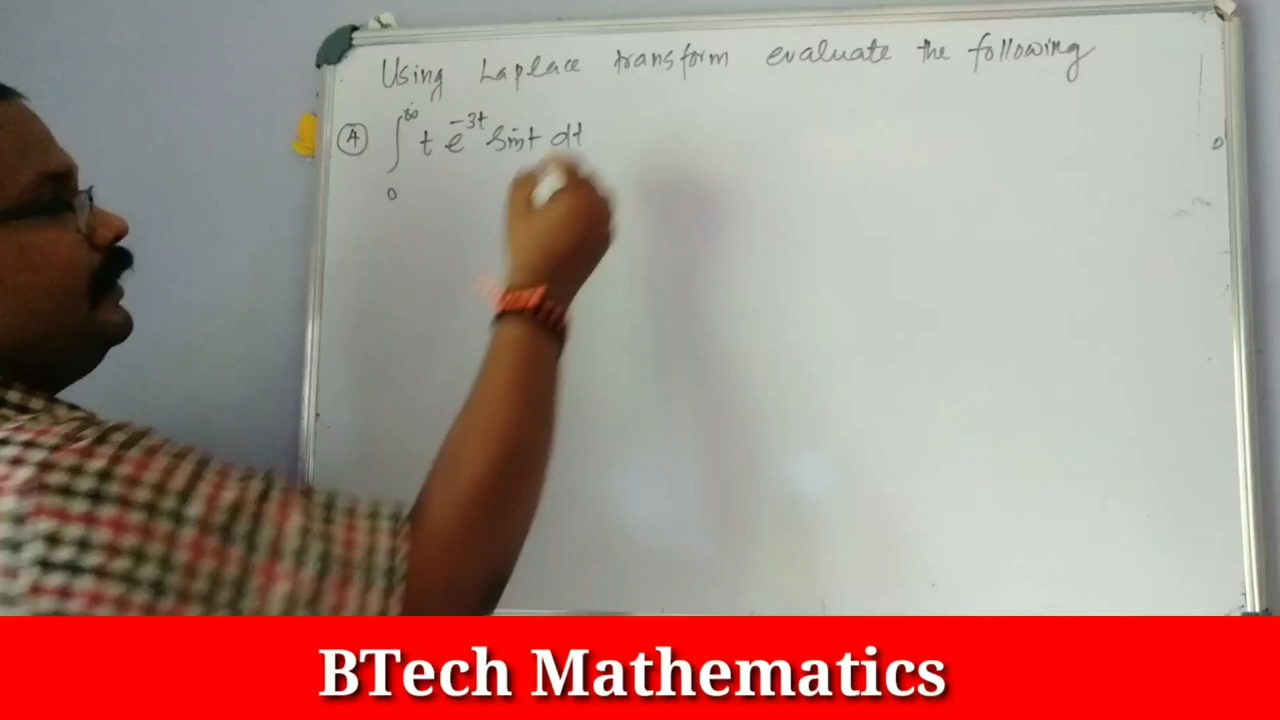 Using Laplace transform evaluate the following
④ ∫₀^∞ t e^{-3t} sint dt
BTech Mathematics